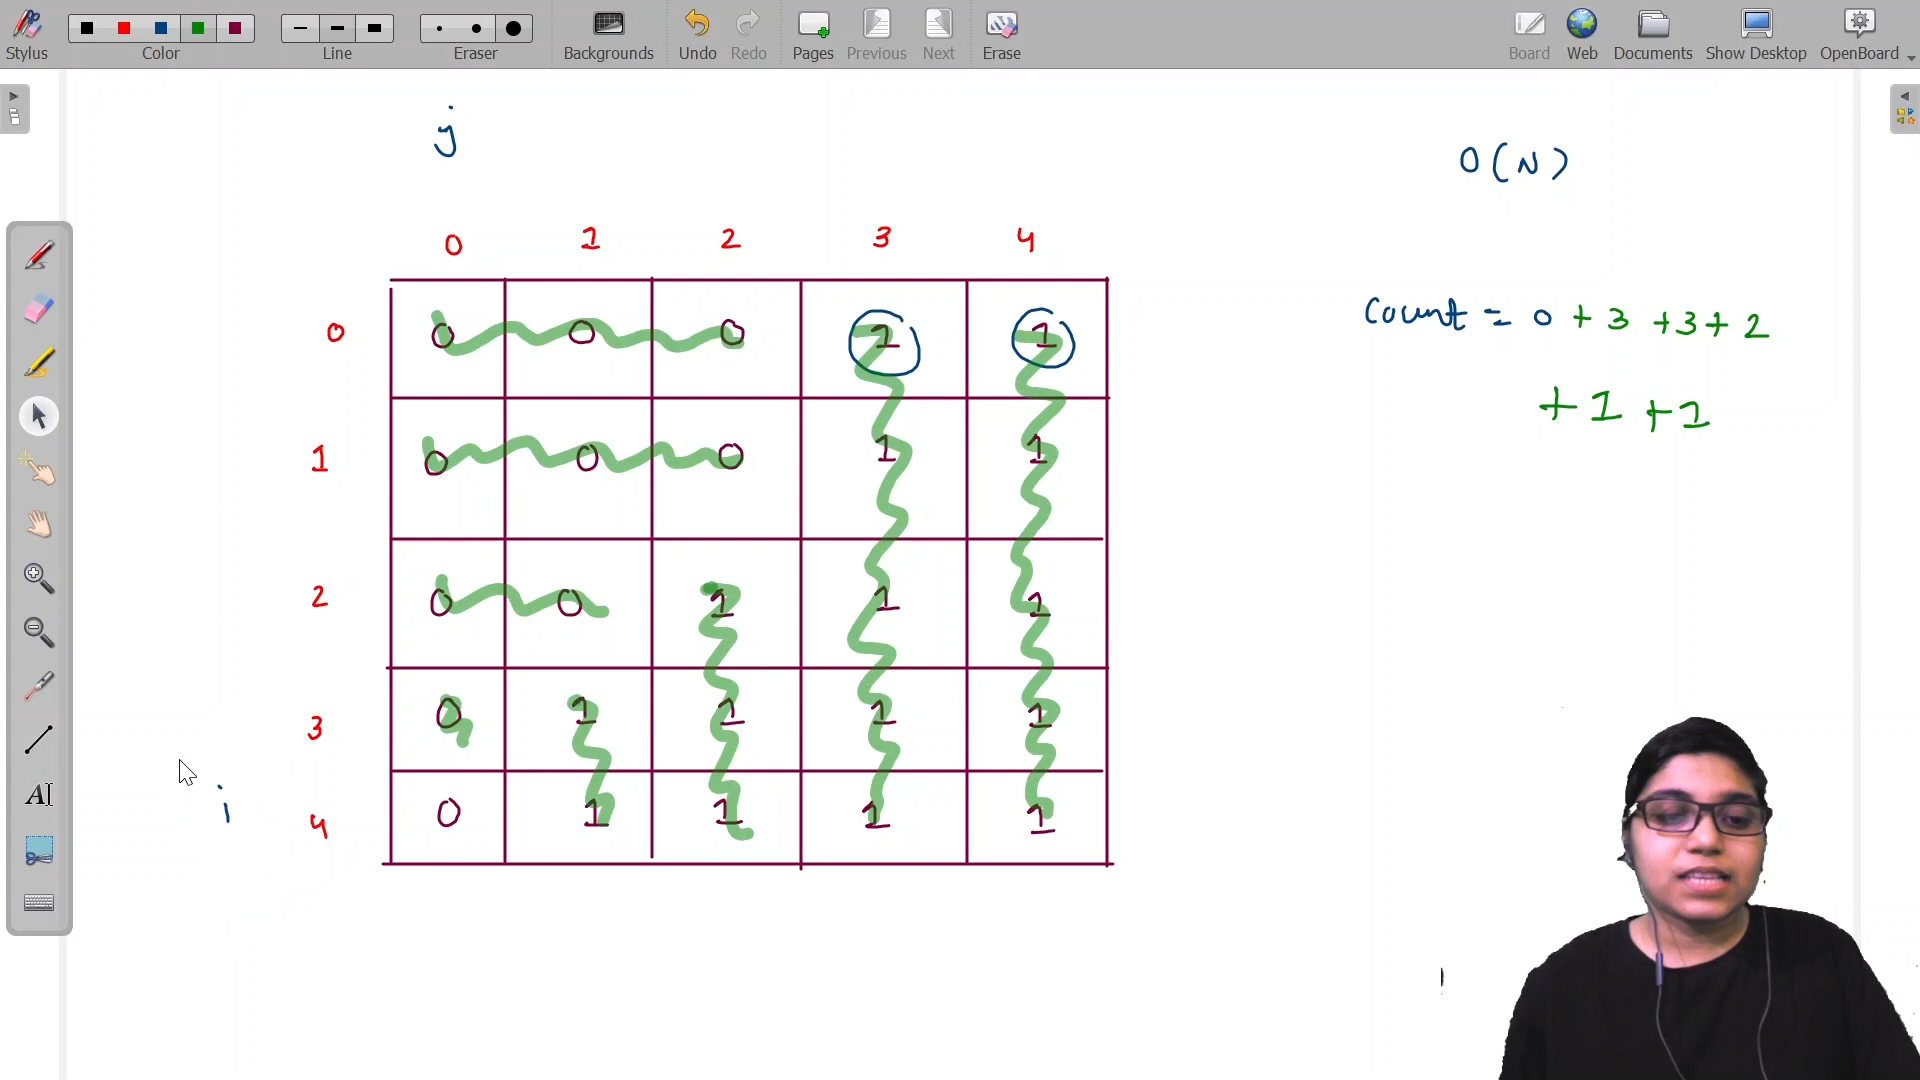 Stylus Color Line Eraser Backgrounds Undo Redo Pages Previous Next Erase Board Web Documents Show Desktop OpenBoard
j
O(N)
0 1 2 3 4
0 0 0 0 1 1
Count = 0 + 3 + 3 + 2
+ 1 + 1
1 0 0 0 1 1
2 0 0 1 1 1
3 0 1 1 1 1
i
4 0 1 1 1 1